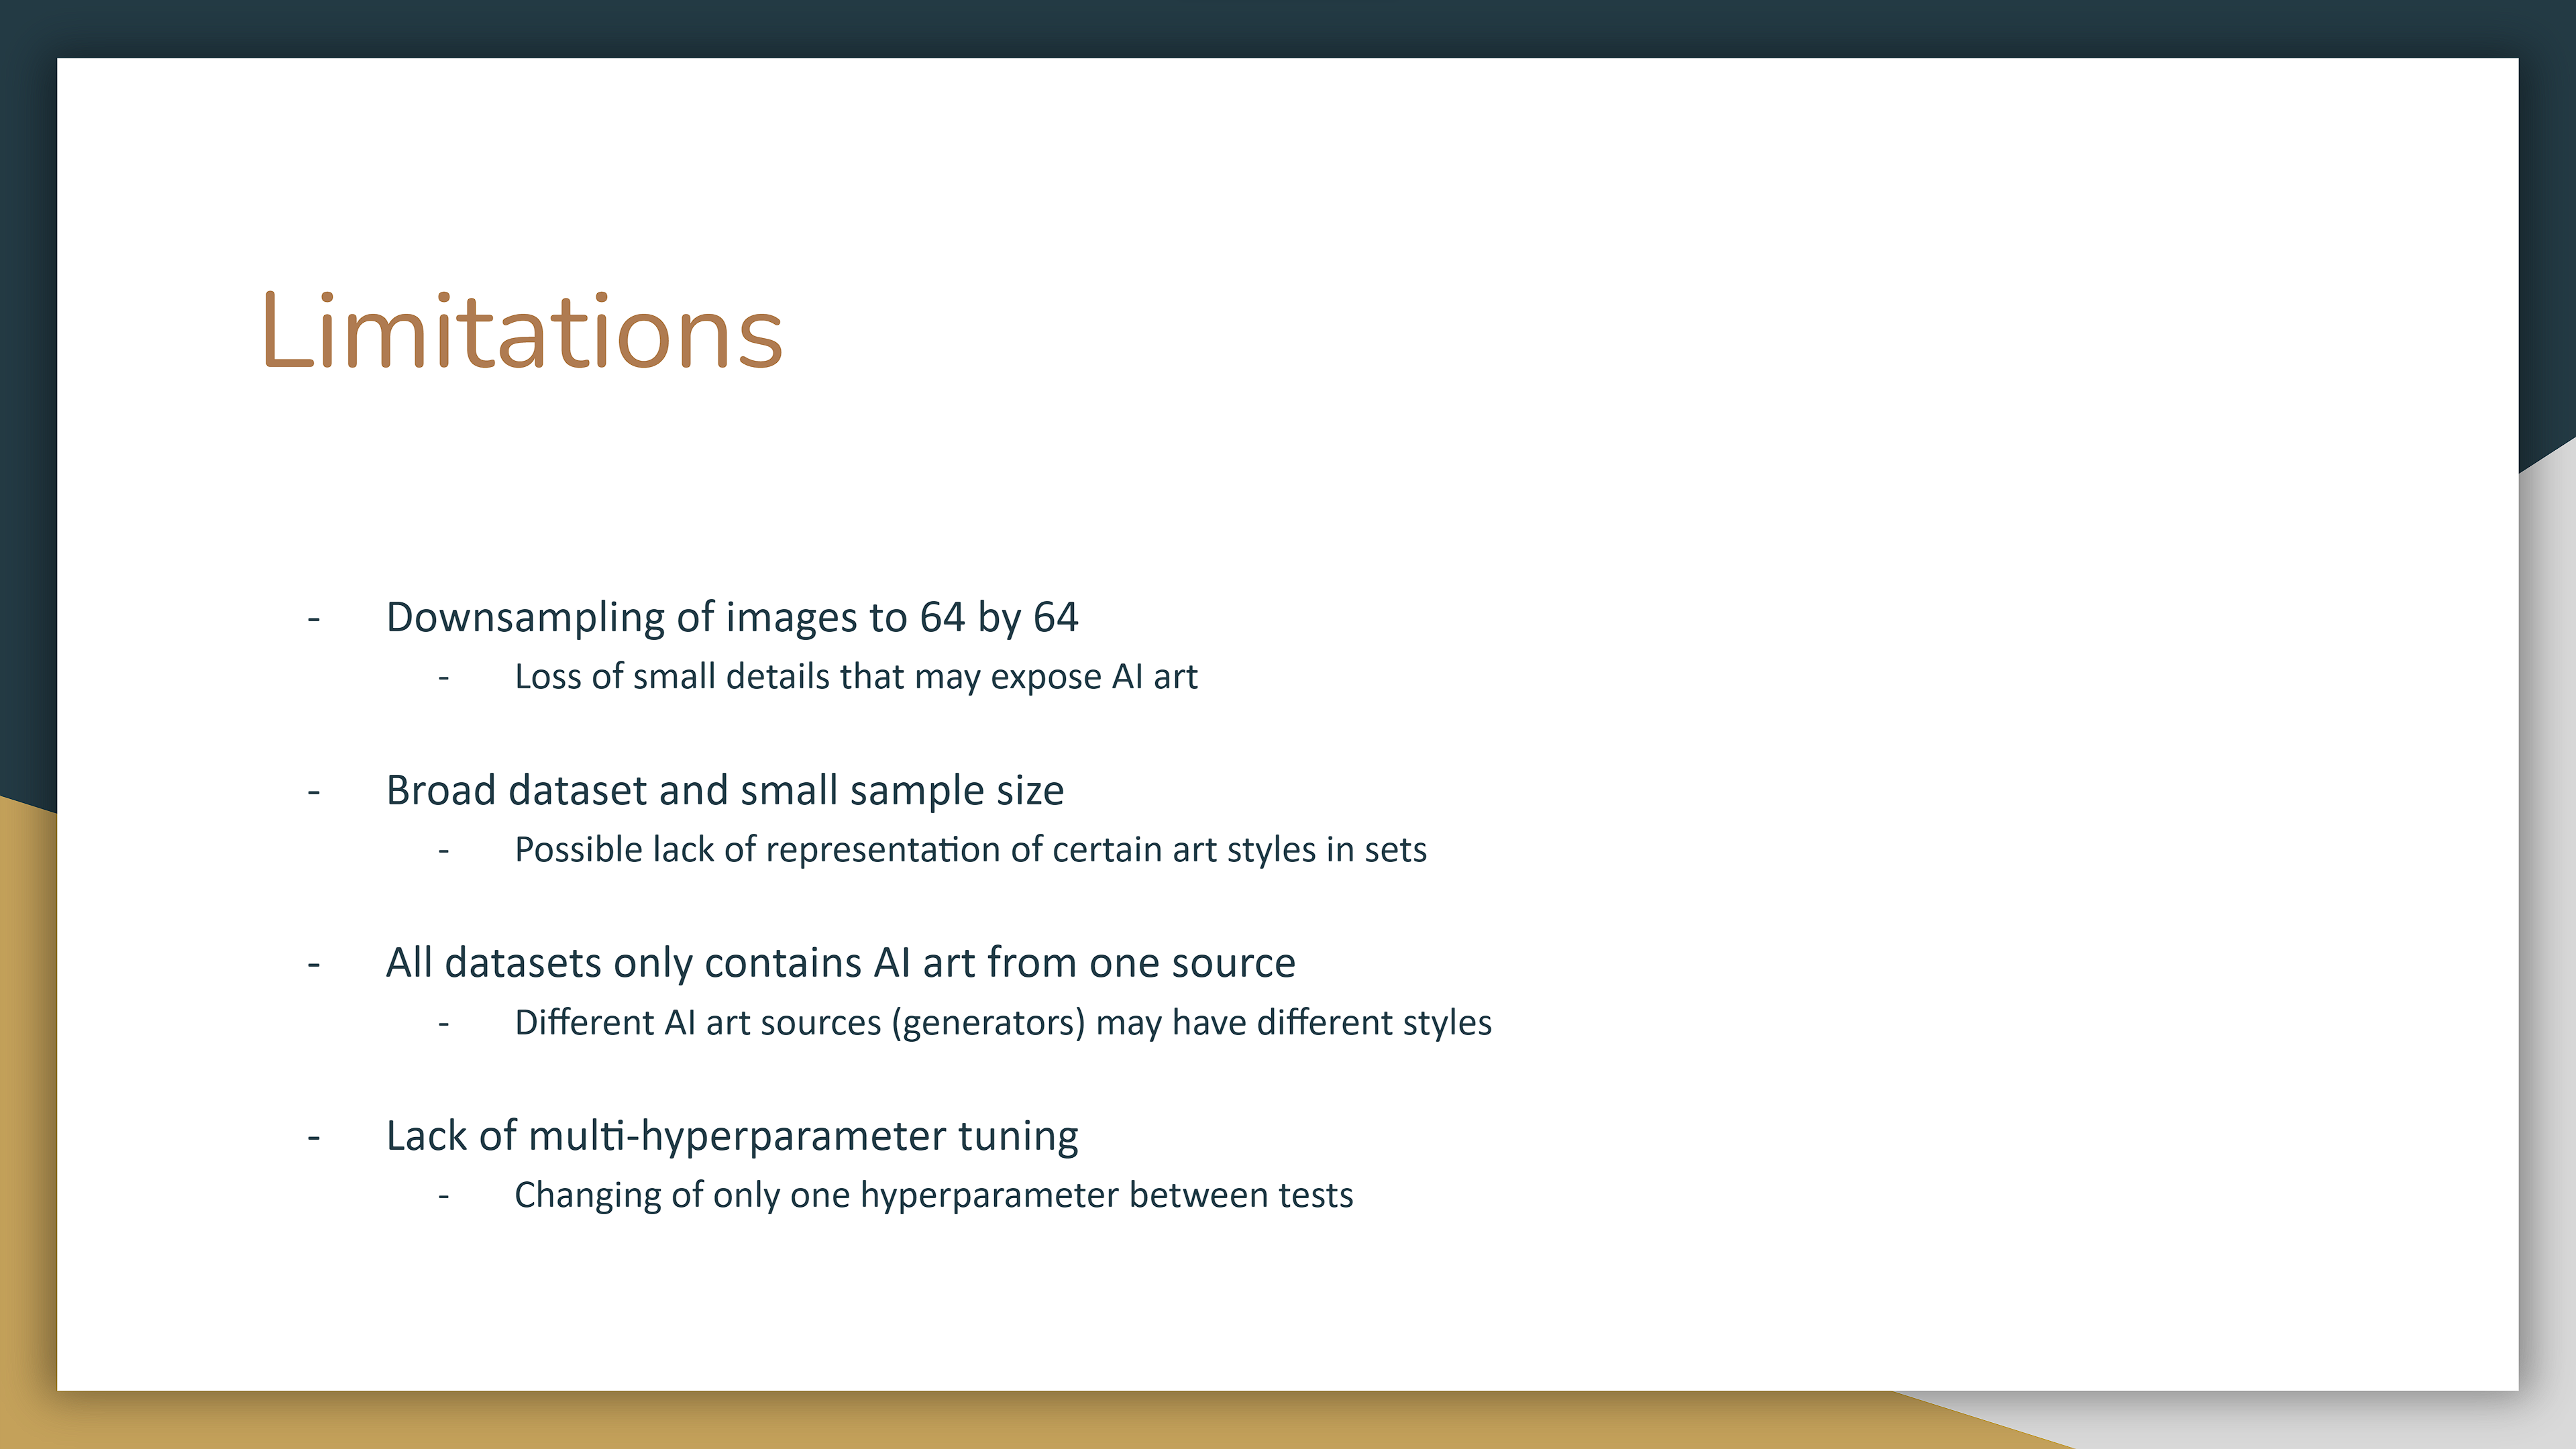 Limitations
- Downsampling of images to 64 by 64
- Loss of small details that may expose AI art
- Broad dataset and small sample size
- Possible lack of representation of certain art styles in sets
- All datasets only contains AI art from one source
- Different AI art sources (generators) may have different styles
- Lack of multi-hyperparameter tuning
- Changing of only one hyperparameter between tests